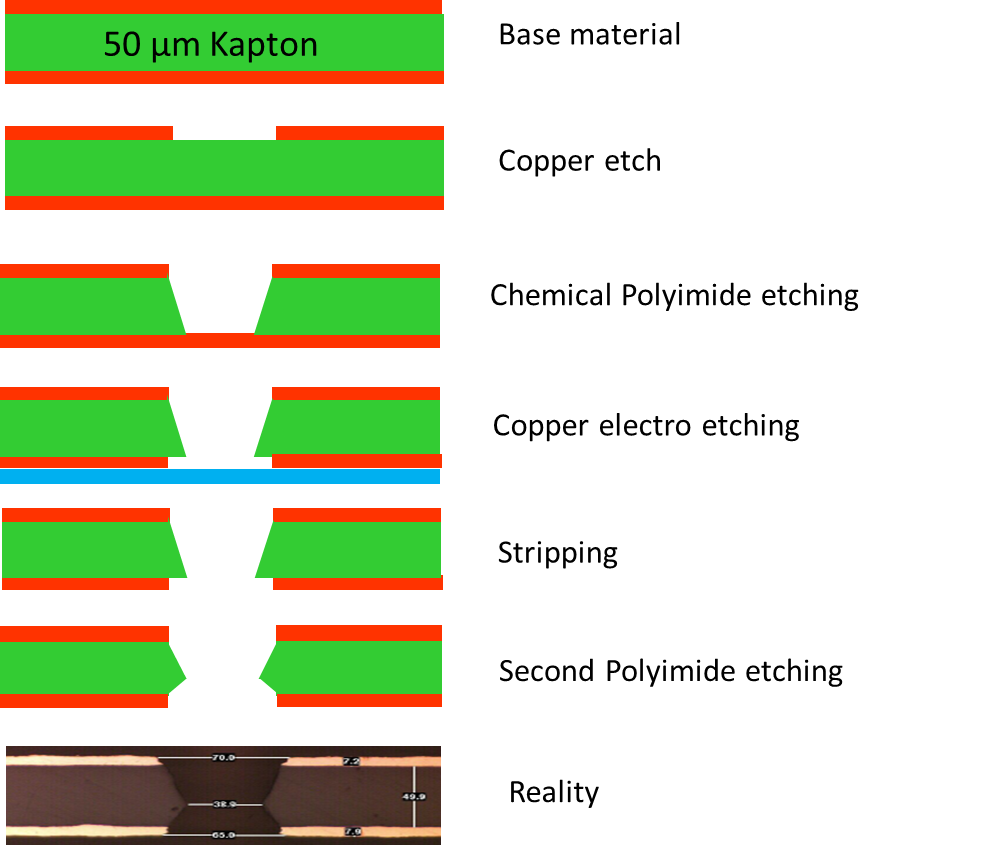 50 µm Kapton
Base material
Copper etch
Chemical Polyimide etching
Copper electro etching
Stripping
Second Polyimide etching
Reality
70.0
7.2
49.9
38.9
65.0
7.9